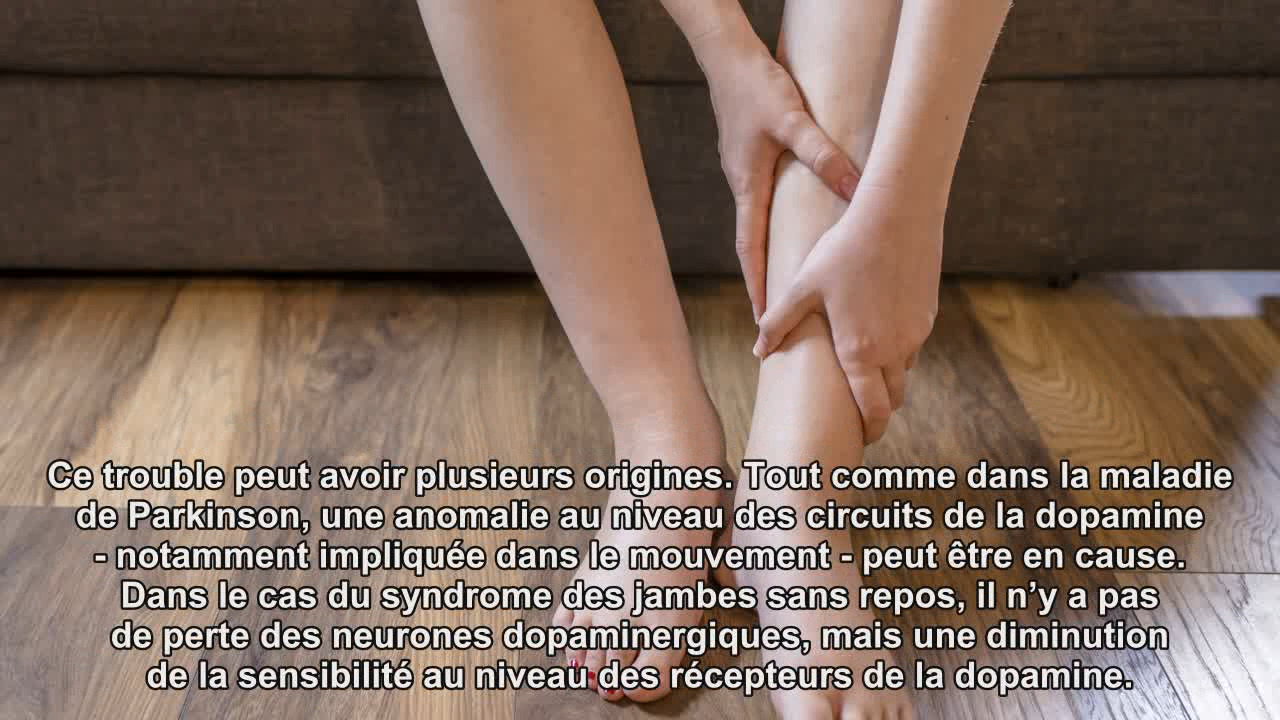 Ce trouble peut avoir plusieurs origines. Tout comme dans la maladie
de Parkinson, une anomalie au niveau des circuits de la dopamine
- notamment impliquée dans le mouvement - peut être en cause.
Dans le cas du syndrome des jambes sans repos, il n’y a pas
de perte des neurones dopaminergiques, mais une diminution
de la sensibilité au niveau des récepteurs de la dopamine.